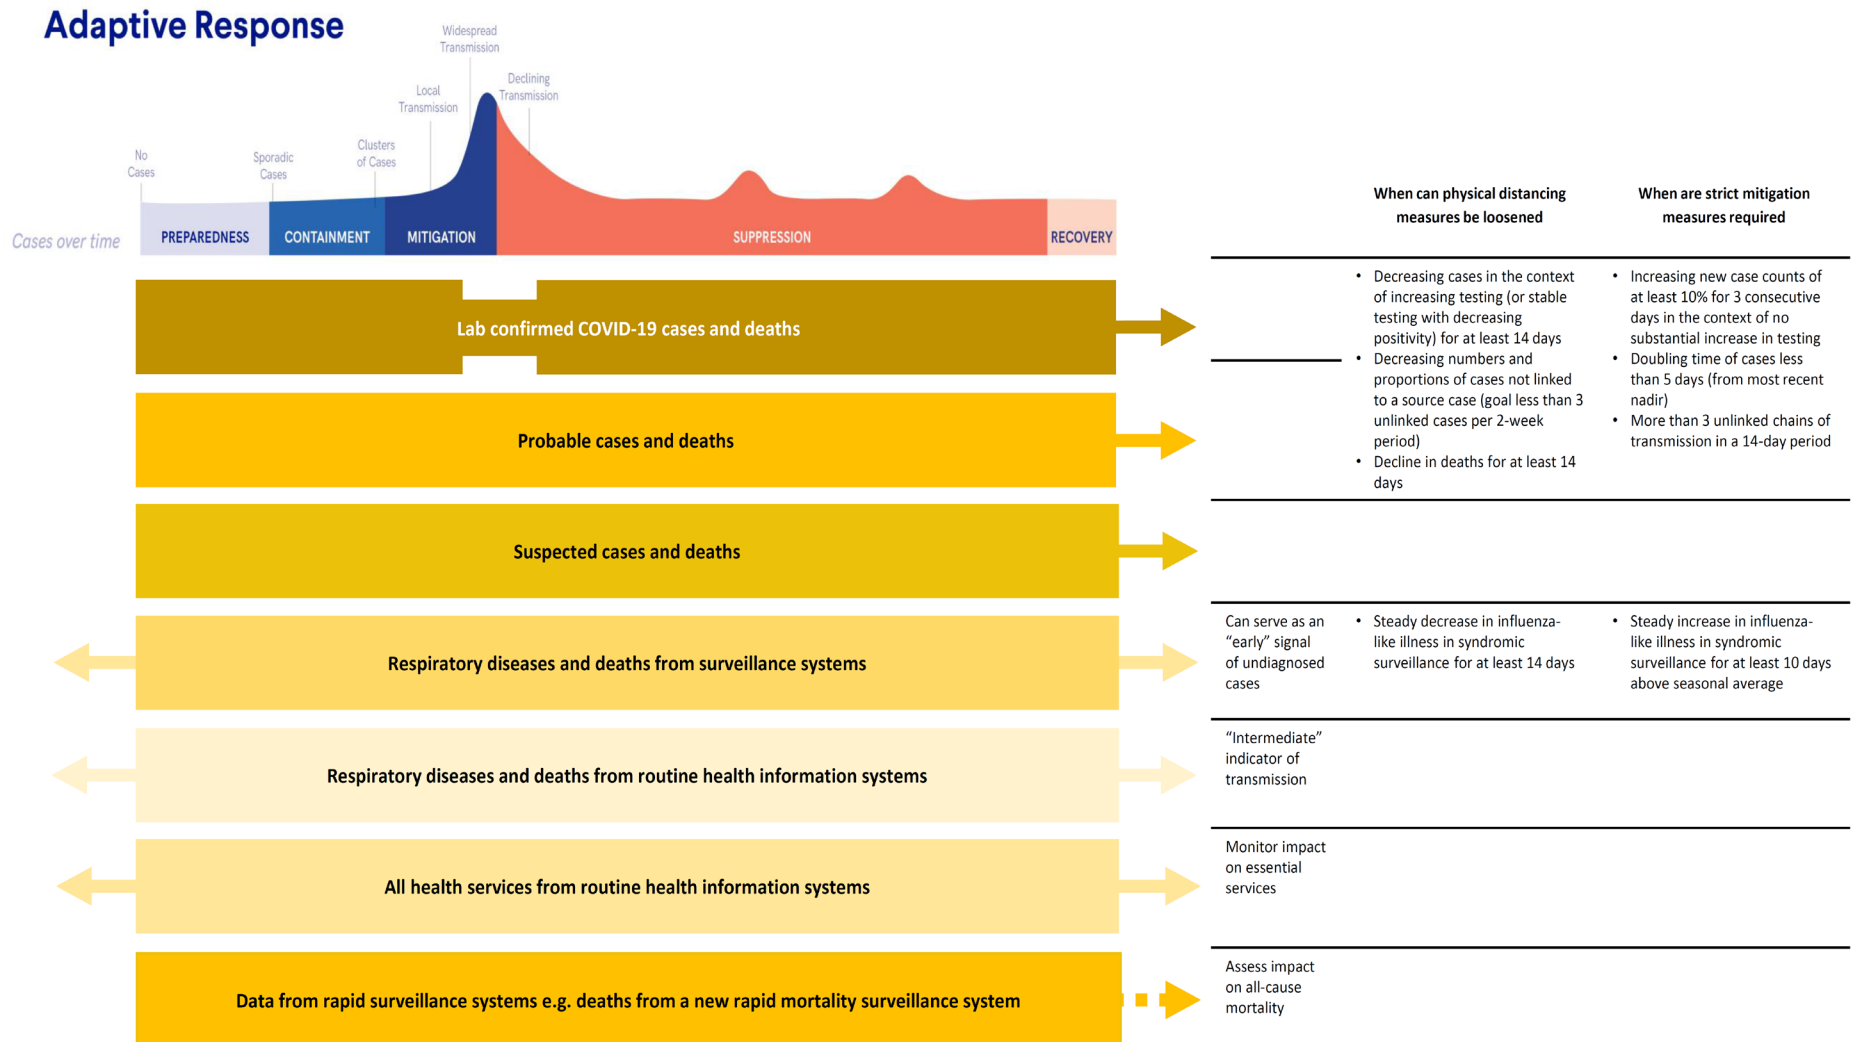 Adaptive Response
Widespread
Transmission
Declining
Transmission
Local
Transmission
Clusters
of Cases
Sporadic
Cases
No
Cases
Cases over time
PREPAREDNESS
CONTAINMENT
MITIGATION
SUPPRESSION
RECOVERY
When can physical distancing
measures be loosened
When are strict mitigation
measures required
Lab confirmed COVID-19 cases and deaths
• Decreasing cases in the context
of increasing testing (or stable
testing with decreasing
positivity) for at least 14 days
• Decreasing numbers and
proportions of cases not linked
to a source case (goal less than 3
unlinked cases per 2-week
period)
• Decline in deaths for at least 14
days
• Increasing new case counts of
at least 10% for 3 consecutive
days in the context of no
substantial increase in testing
• Doubling time of cases less
than 5 days (from most recent
nadir)
• More than 3 unlinked chains of
transmission in a 14-day period
Probable cases and deaths
Suspected cases and deaths
Respiratory diseases and deaths from surveillance systems
Can serve as an
“early” signal
of undiagnosed
cases
• Steady decrease in influenza-
like illness in syndromic
surveillance for at least 14 days
• Steady increase in influenza-
like illness in syndromic
surveillance for at least 10 days
above seasonal average
Respiratory diseases and deaths from routine health information systems
“Intermediate”
indicator of
transmission
All health services from routine health information systems
Monitor impact
on essential
services
Data from rapid surveillance systems e.g. deaths from a new rapid mortality surveillance system
Assess impact
on all-cause
mortality